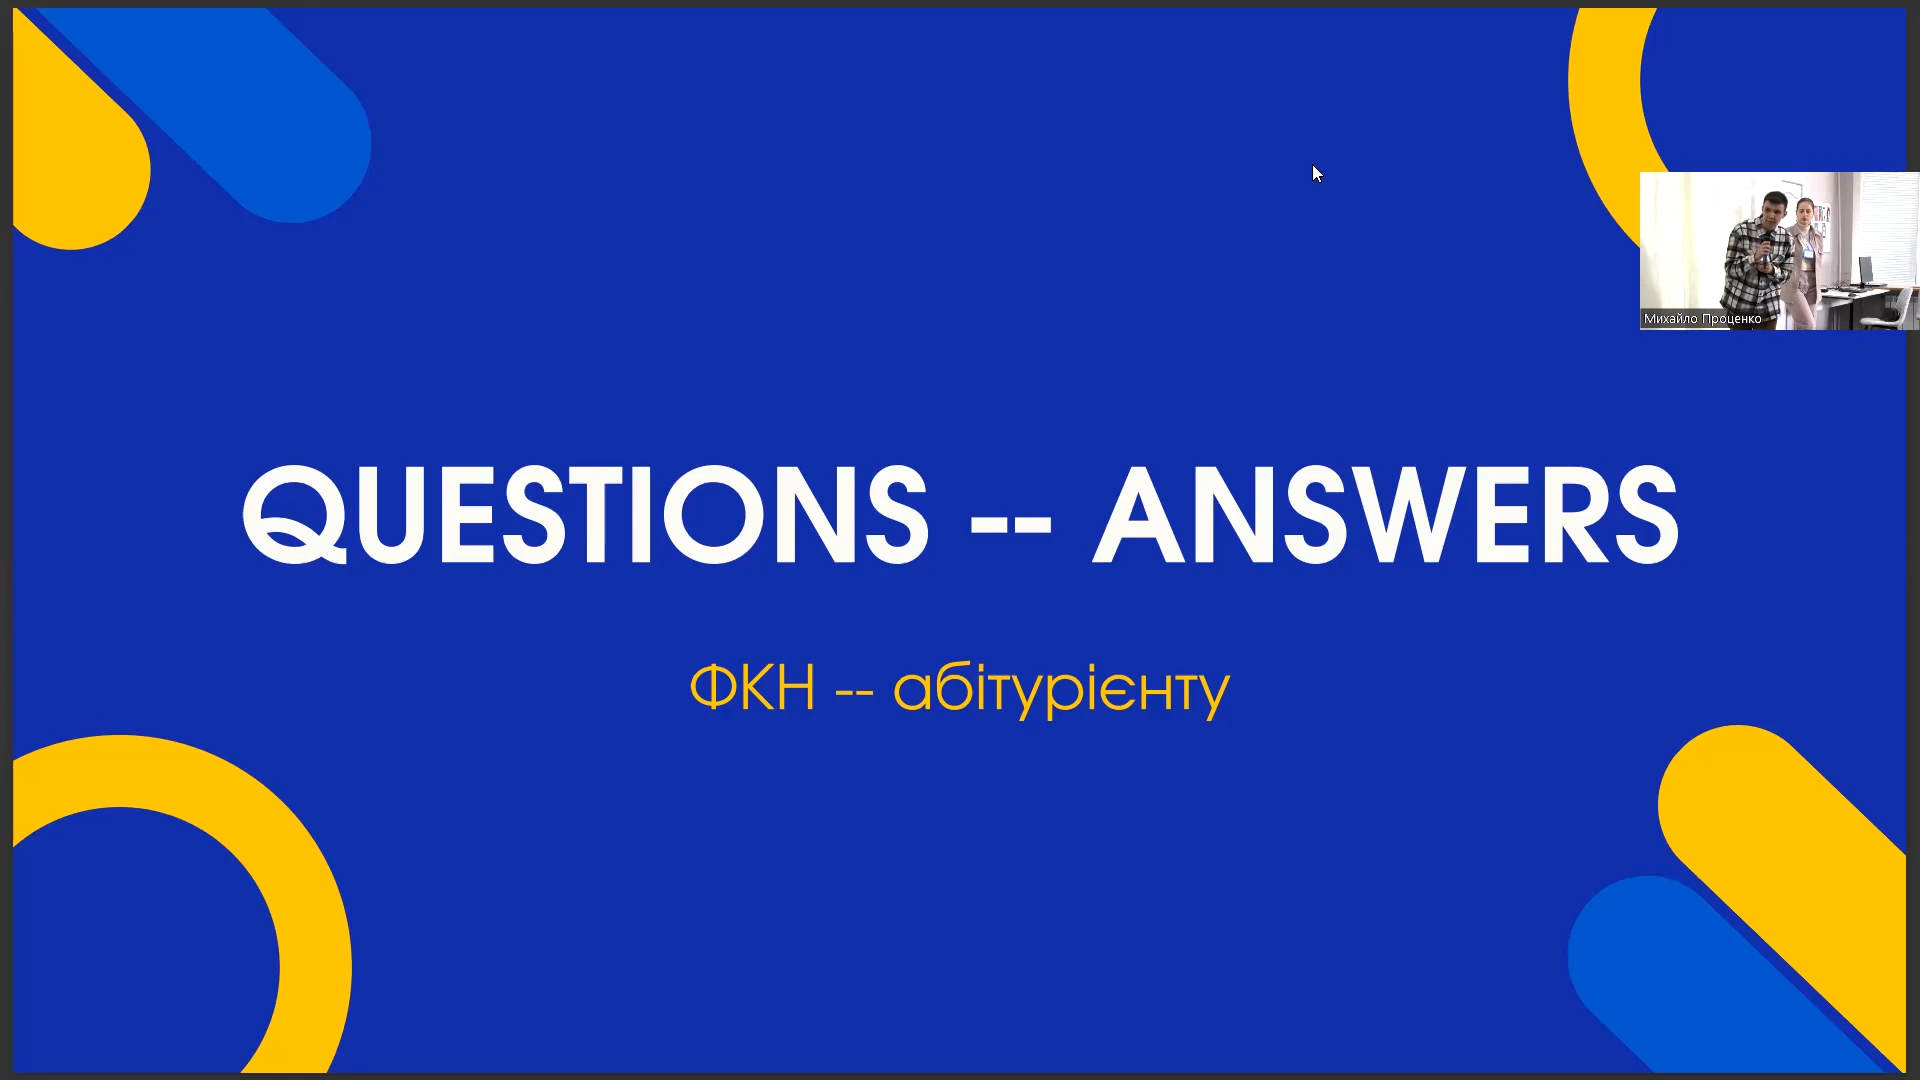 QUESTIONS -- ANSWERS
ФКН -- абітурієнту
Михайло Проценко